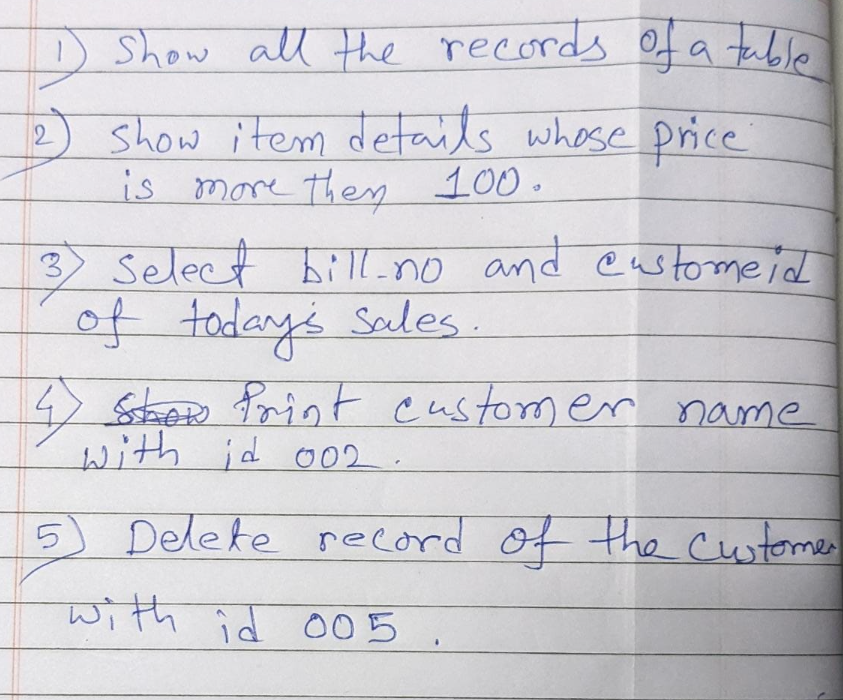 1) Show all the records of a table
2) Show item details whose price
is more then 100.
3) Select bill-no and customeid
of today's sales.
4) Print customer name
with id 002.
5) Delete record of the customer
with id 005.